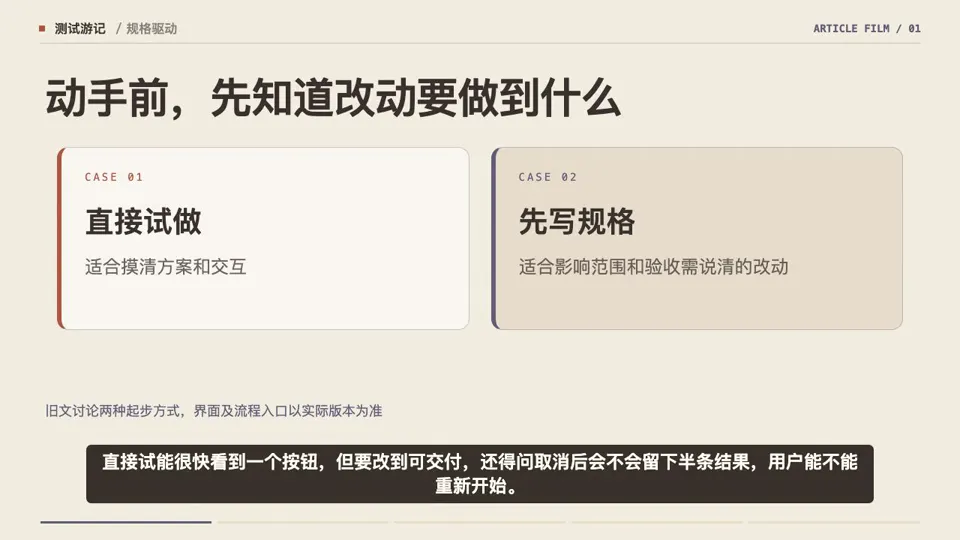 测试游记 / 规格驱动
ARTICLE FILM / 01
动手前，先知道改动要做到什么
CASE 01
直接试做
适合摸清方案和交互
CASE 02
先写规格
适合影响范围和验收需说清的改动
旧文讨论两种起步方式，界面及流程入口以实际版本为准
直接试能很快看到一个按钮，但要改到可交付，还得问取消后会不会留下半条结果，用户能不能
重新开始。